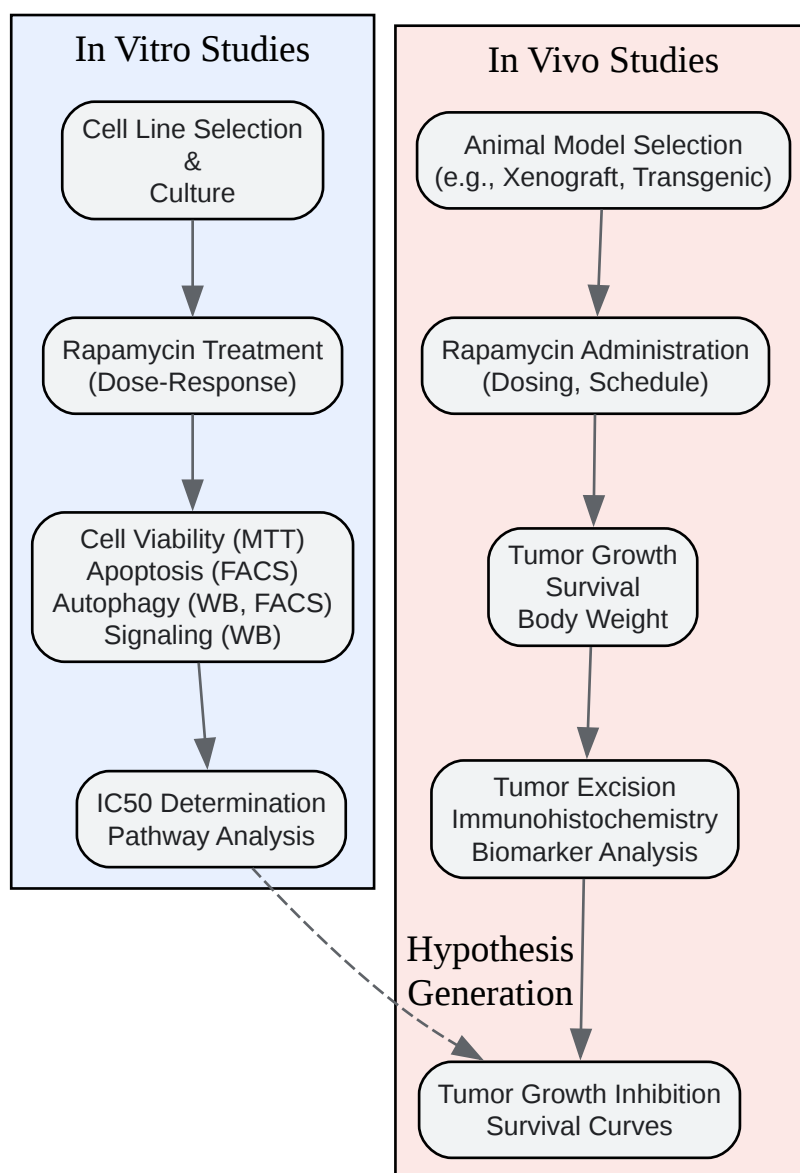 In Vitro Studies
Cell Line Selection
&
Culture
Rapamycin Treatment
(Dose-Response)
Cell Viability (MTT)
Apoptosis (FACS)
Autophagy (WB, FACS)
Signaling (WB)
IC50 Determination
Pathway Analysis
In Vivo Studies
Animal Model Selection
(e.g., Xenograft, Transgenic)
Rapamycin Administration
(Dosing, Schedule)
Tumor Growth
Survival
Body Weight
Tumor Excision
Immunohistochemistry
Biomarker Analysis
Hypothesis
Generation
Tumor Growth Inhibition
Survival Curves